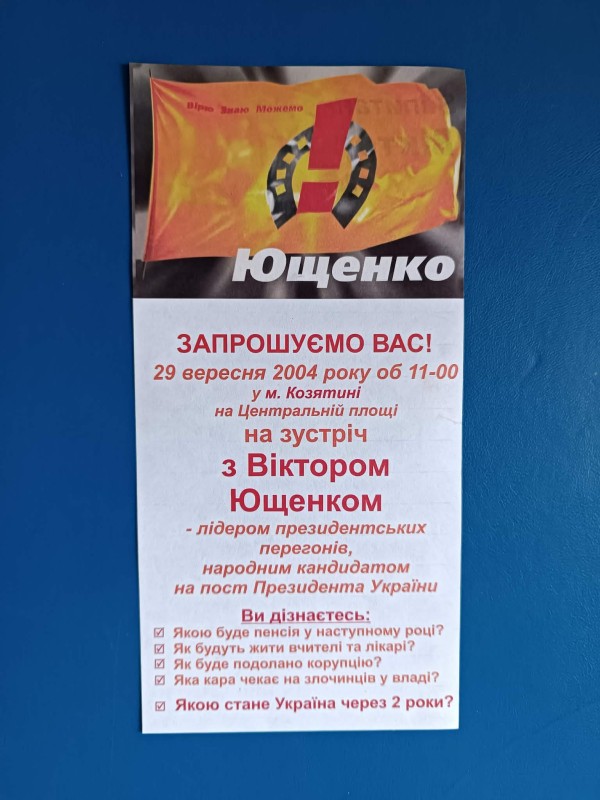 Вірю Знаю Можемо
!
Ющенко
ЗАПРОШУЄМО ВАС!
29 вересня 2004 року об 11-00
у м. Козятині
на Центральній площі
на зустріч
з Віктором
Ющенком
- лідером президентських
перегонів,
народним кандидатом
на пост Президента України
Ви дізнаєтесь:
☑ Якою буде пенсія у наступному році?
☑ Як будуть жити вчителі та лікарі?
☑ Як буде подолано корупцію?
☑ Яка кара чекає на злочинців у владі?
☑ Якою стане Україна через 2 роки?